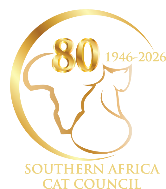 80 1946-2026
SOUTHERN AFRICA
CAT COUNCIL